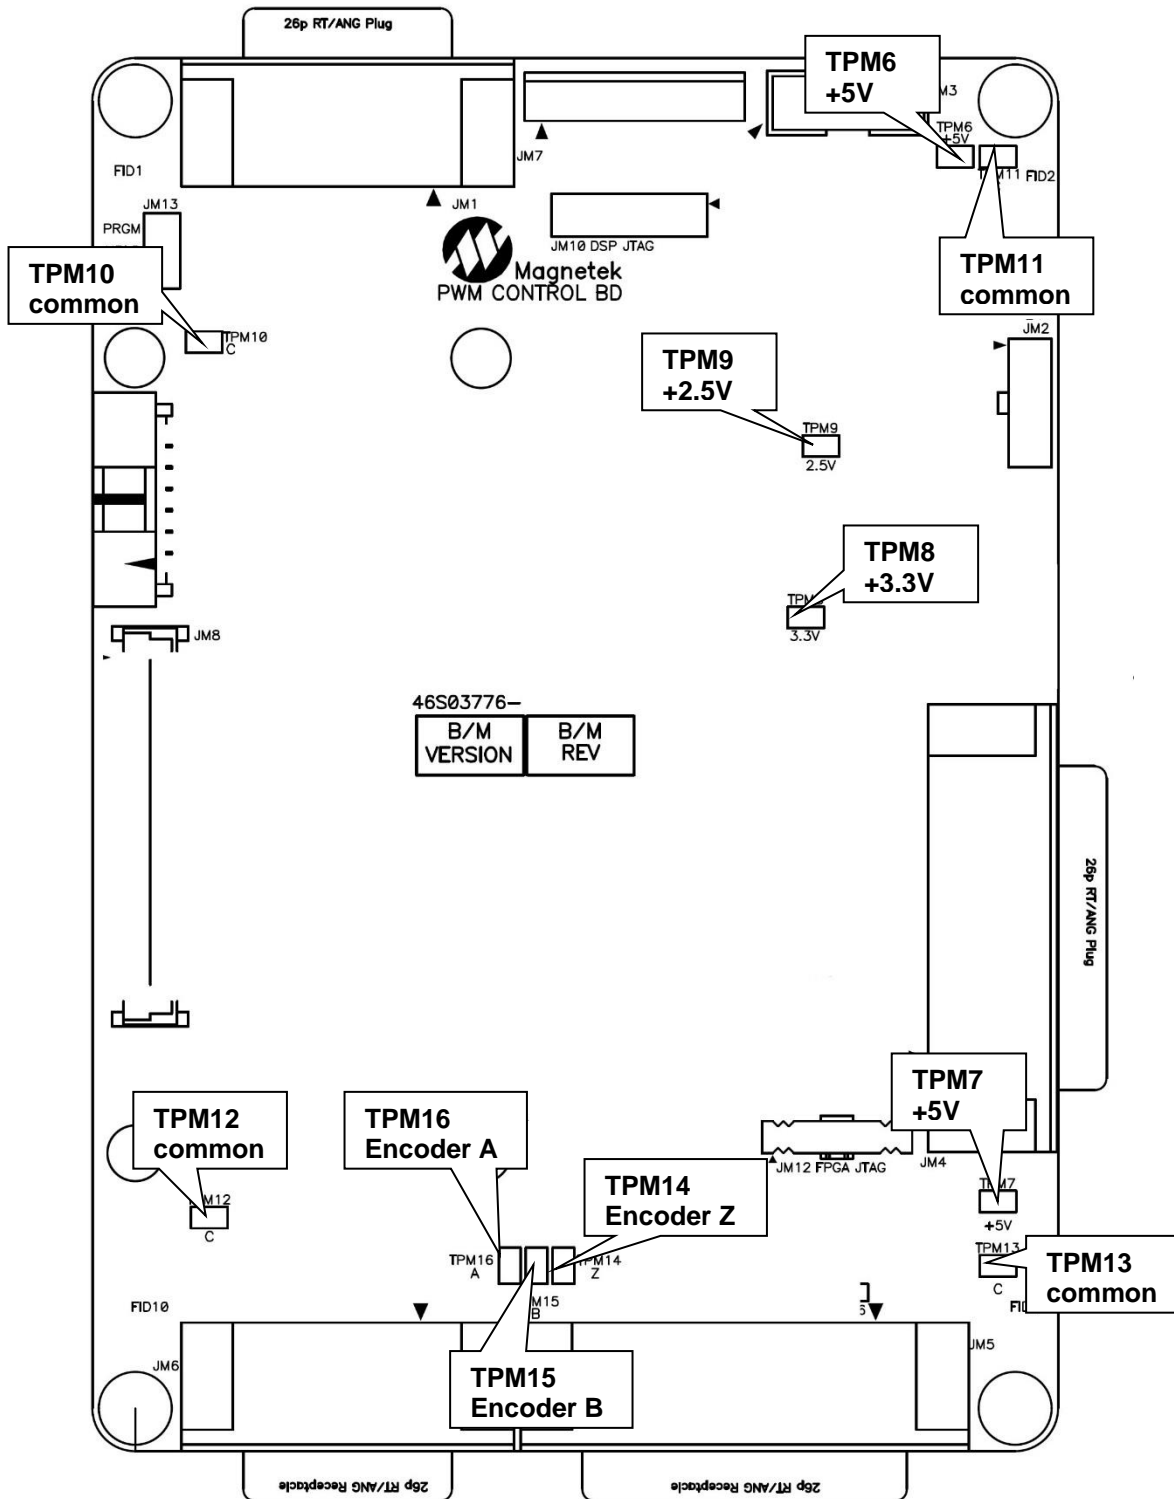 26p RT/ANG Plug
TPM6
+5V
M3
TPM6
+5V
JM7
FID1
TPM11
FID2
JM13
JM1
PRGM
JM10 DSP JTAG
TPM10
common
Magnetek
PWM CONTROL BD
TPM11
common
TPM10
C
JM2
TPM9
+2.5V
TPM9
2.5V
TPM8
+3.3V
TPM
3.3V
JM8
46S03776-
B/M
VERSION
B/M
REV
26p RT/ANG Plug
TPM7
+5V
TPM12
common
TPM16
Encoder A
JM12 FPGA JTAG
JM4
TPM14
Encoder Z
TPM7
+5V
M12
C
TPM16
A
TPM14
Z
TPM13
C
TPM13
common
M15
B
FID10
FID
JM6
JM5
TPM15
Encoder B
26p RT/ANG Receptacle
26p RT/ANG Receptacle